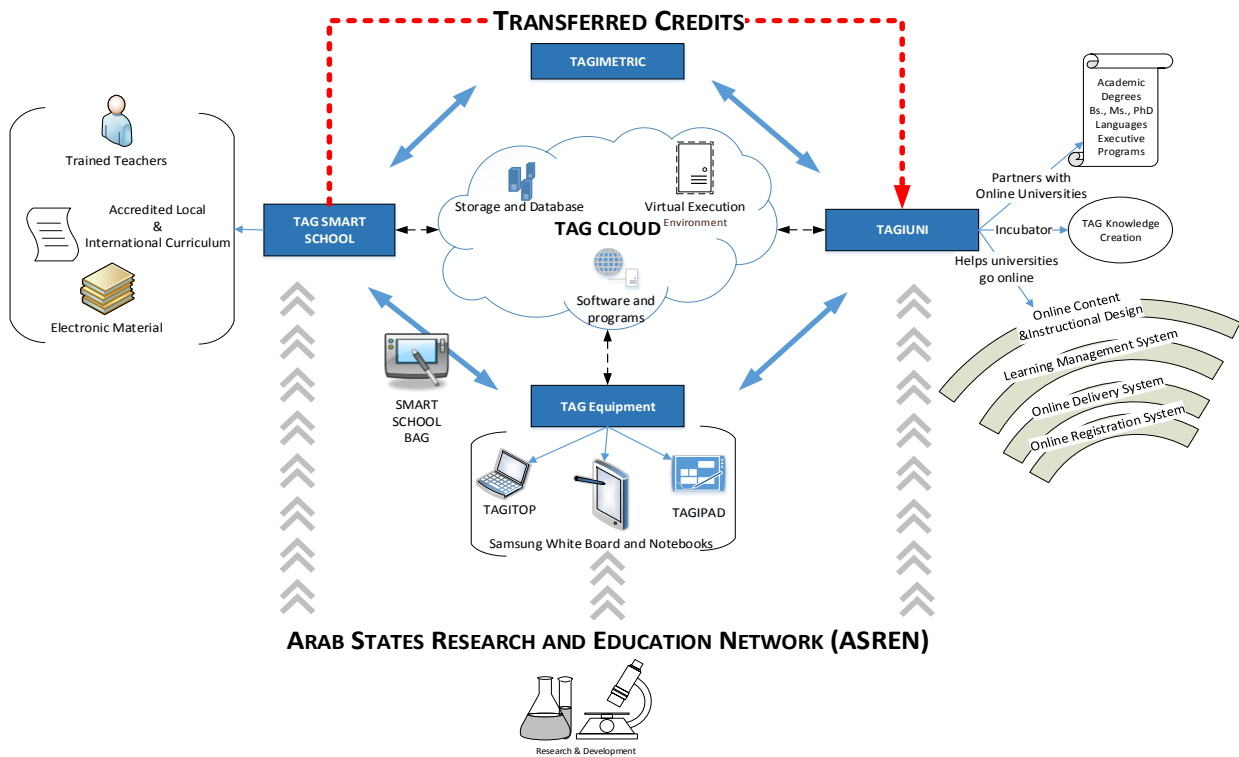 TRANSFERRED CREDITS
TAGIMETRIC
Trained Teachers
Accredited Local
&
International Curriculum
Electronic Material
TAG SMART
SCHOOL
Storage and Database
Virtual Execution
Environment
TAG CLOUD
Software and
programs
TAGIUNI
Academic
Degrees
Bs., Ms., PhD
Languages
Executive
Programs
Partners with
Online Universities
Incubator
TAG Knowledge
Creation
Helps universities
go online
Online Content
&Instructional Design
Learning Management System
Online Delivery System
Online Registration System
SMART
SCHOOL
BAG
TAG Equipment
TAGITOP
TAGIPAD
Samsung White Board and Notebooks
ARAB STATES RESEARCH AND EDUCATION NETWORK (ASREN)
Research & Development